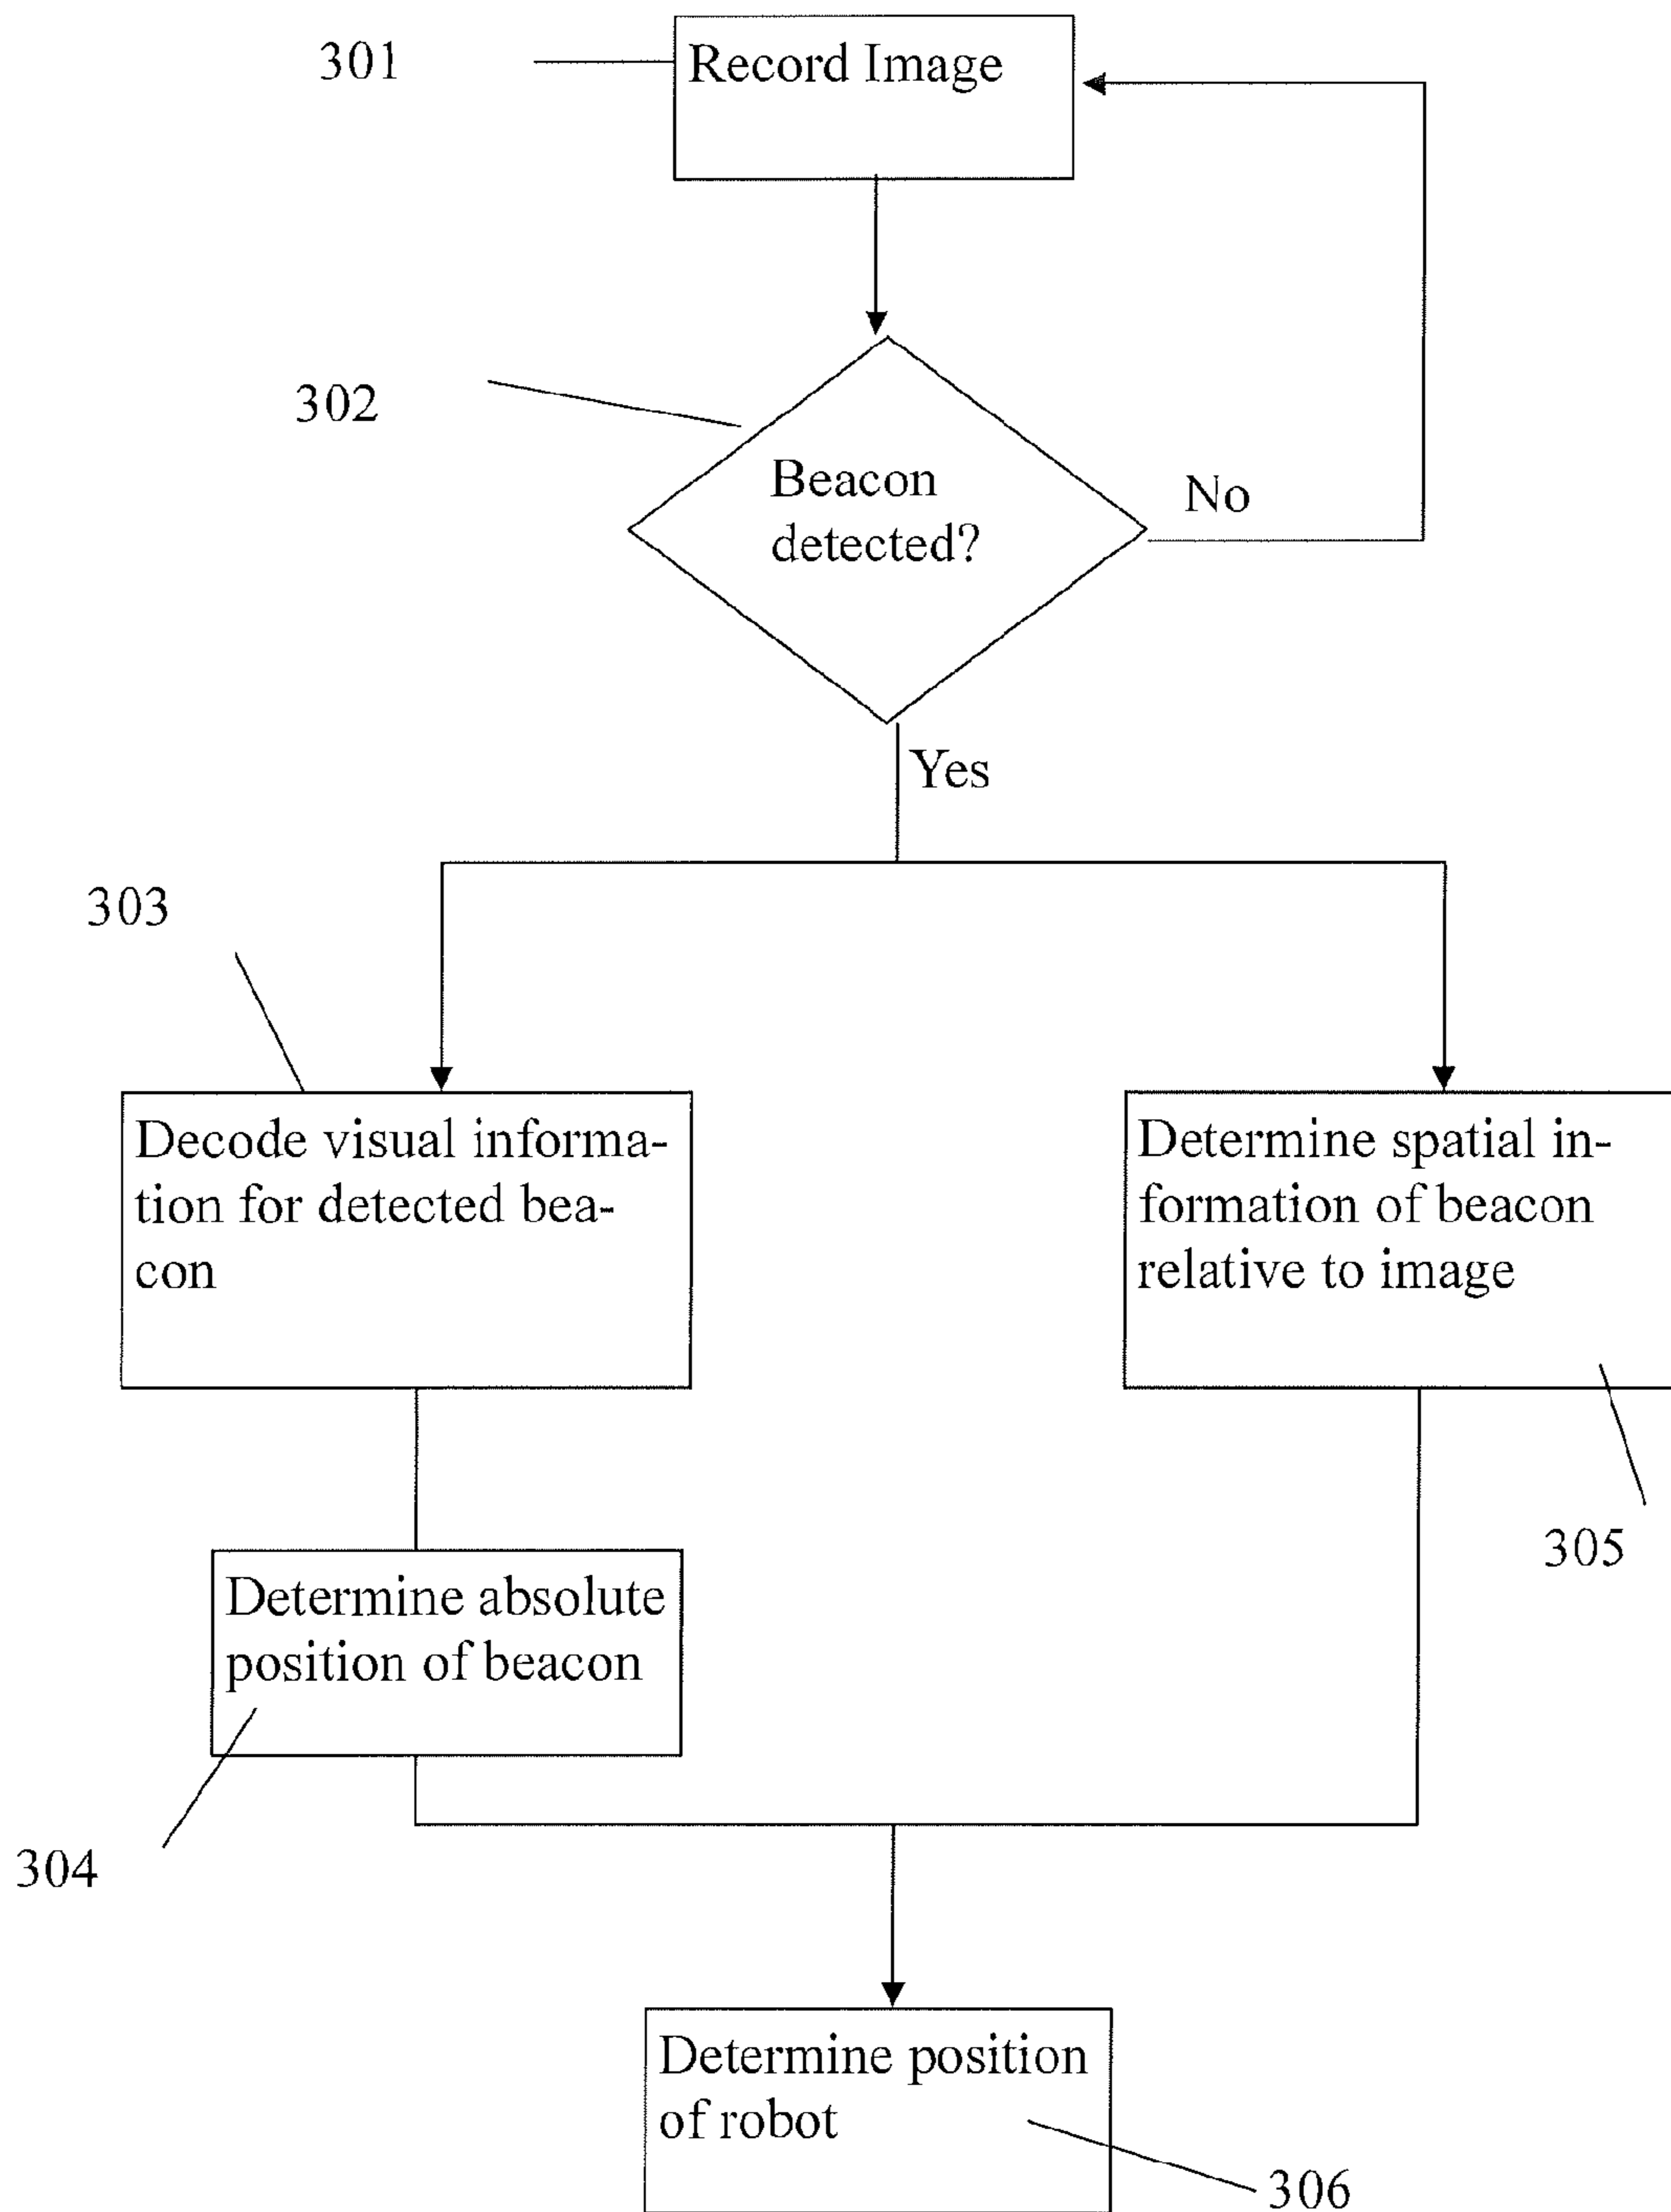 301
Record Image
302
Beacon
detected?
No
Yes
303
Decode visual informa-
tion for detected bea-
con
Determine spatial in-
formation of beacon
relative to image
305
Determine absolute
position of beacon
304
Determine position
of robot
306